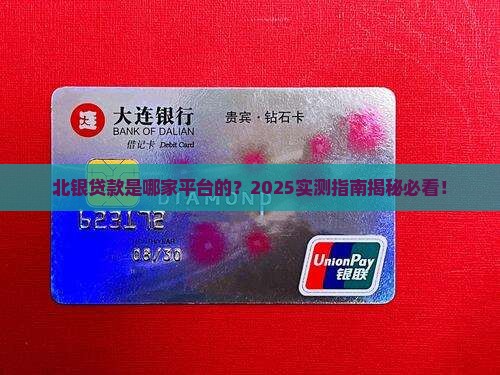 大 大连银行
BANK OF DALIAN
借记卡 Debit Card
贵宾·钻石卡
北银贷款是哪家平台的？2025实测指南揭秘必看！
DIAMOND
08/30
UnionPay
银联